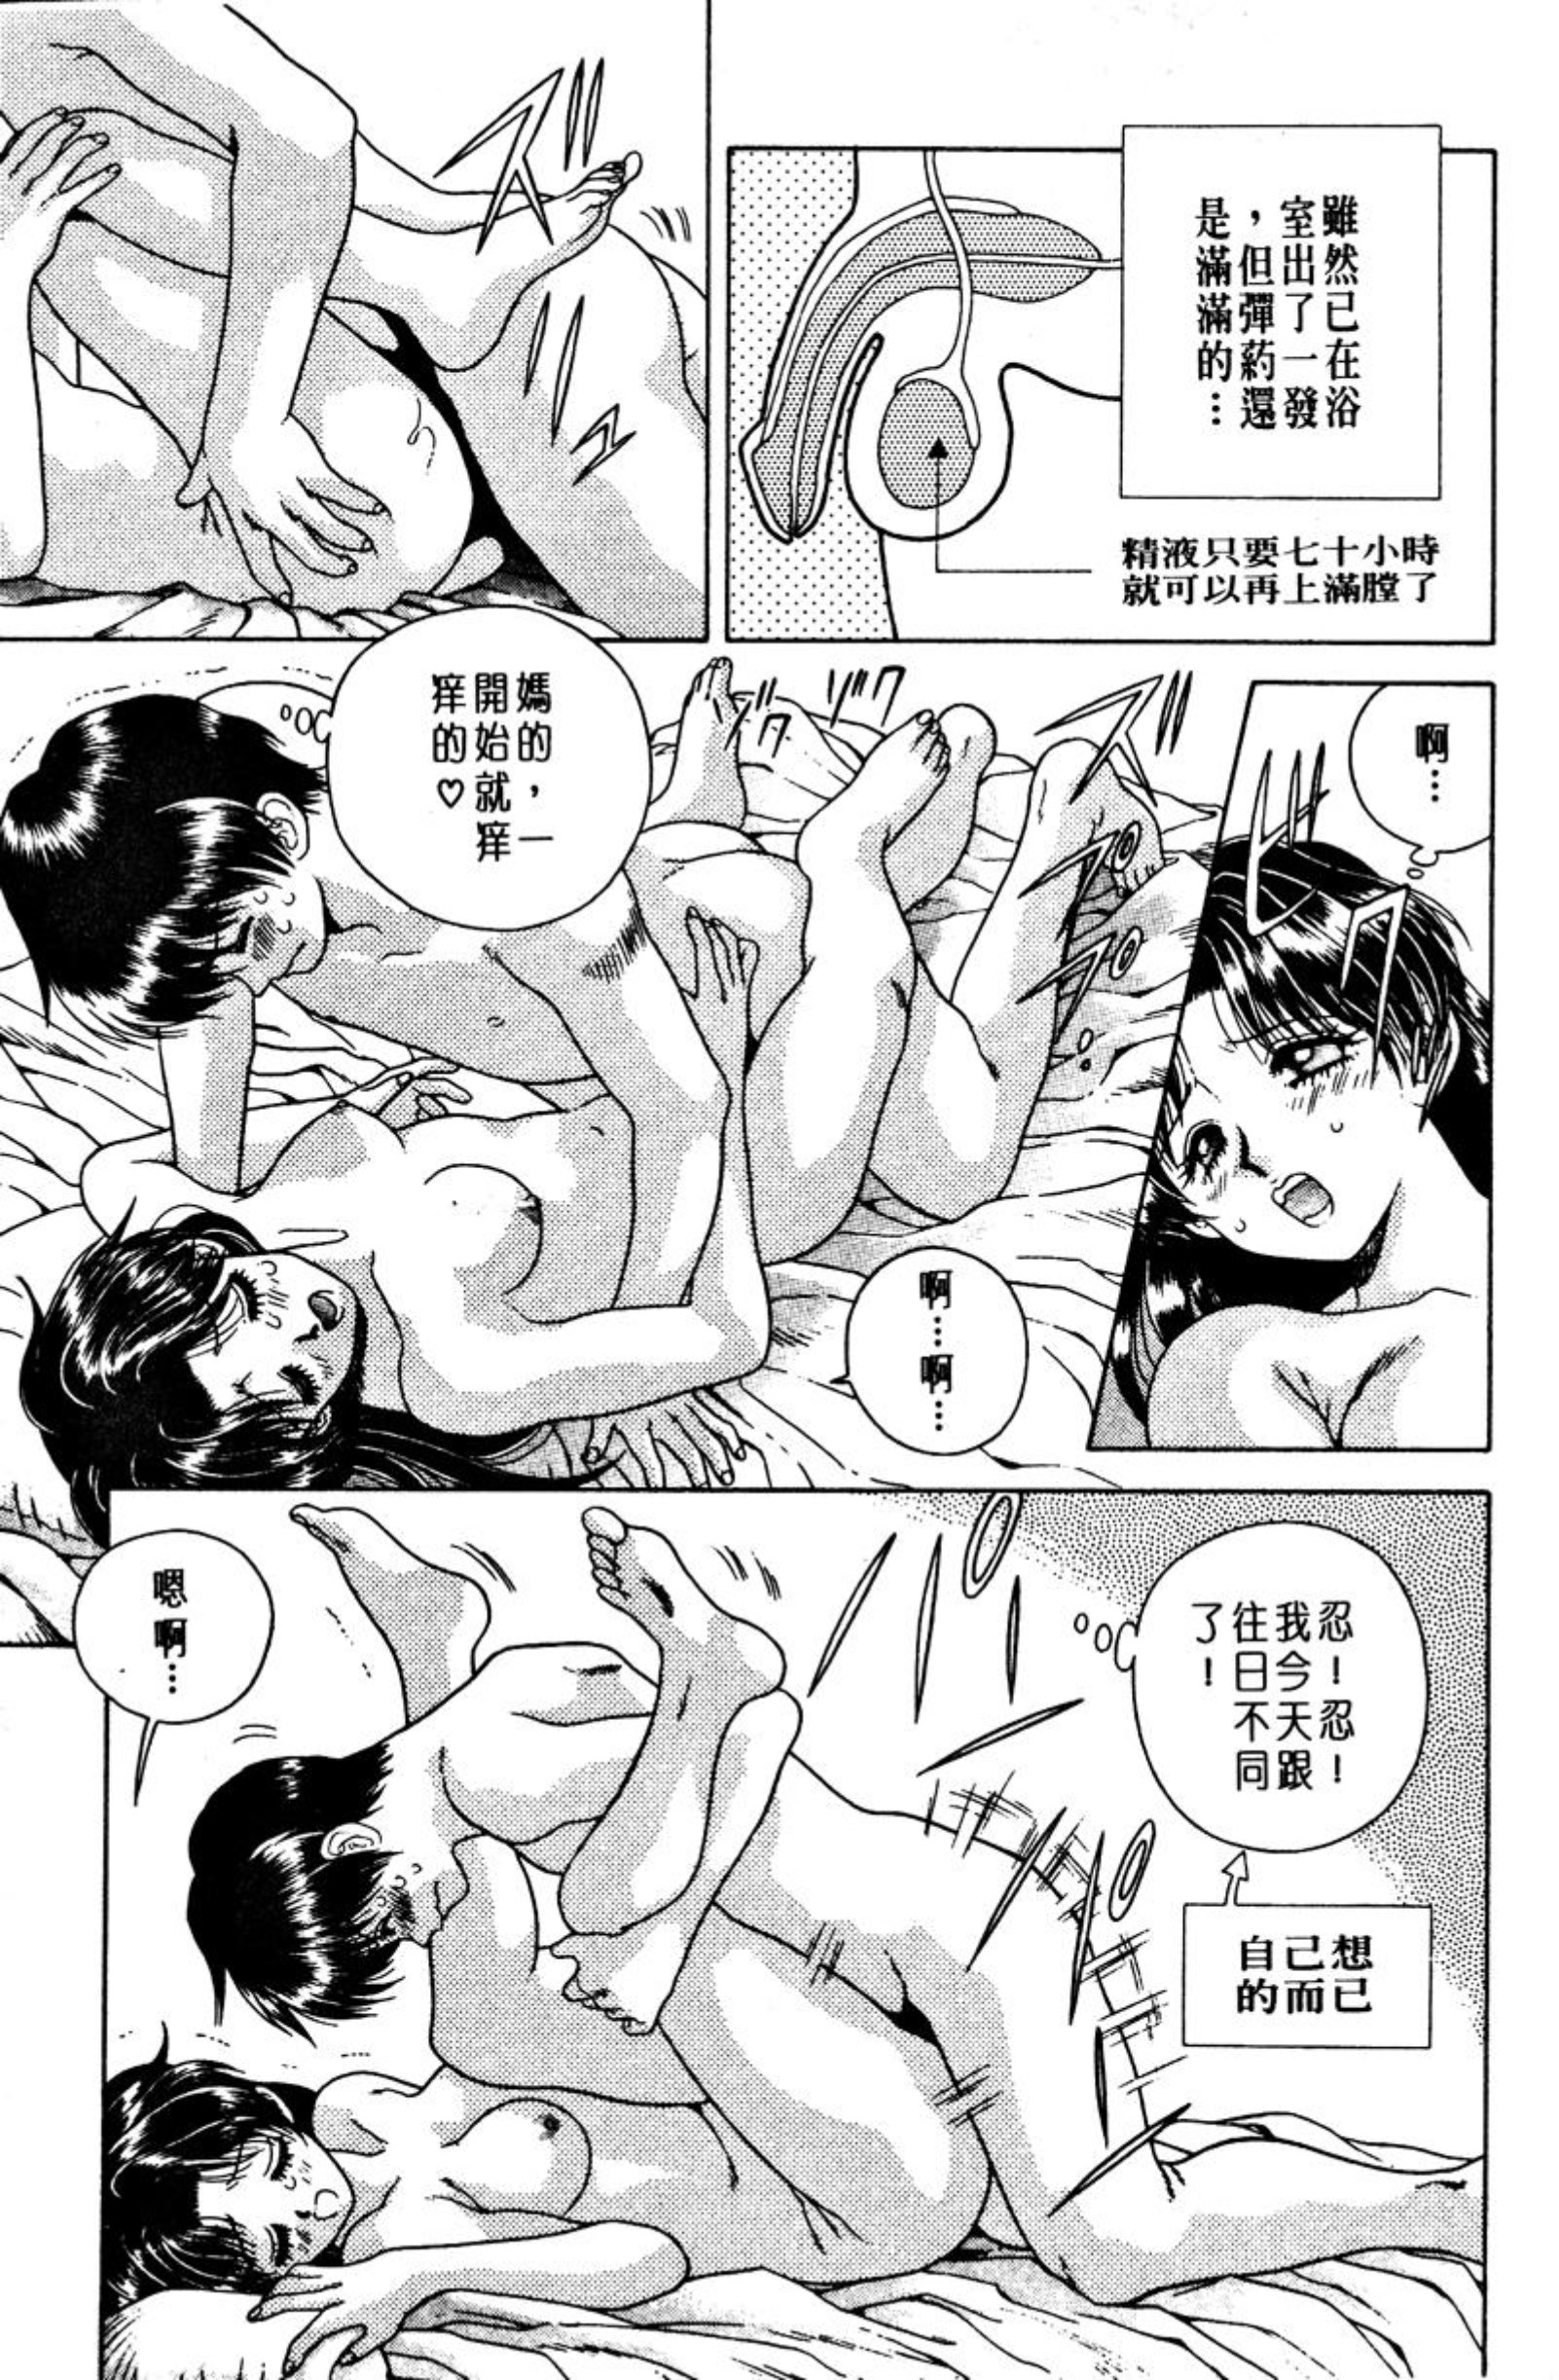 雖然已在浴
室出了一發
，但彈葯還
是滿滿的…
精液只要七十小時
就可以再上滿膛了
啊…
媽的，一
開始就癢
癢的♡
啊…啊…
忍！忍！
我今天跟
往日不同
了！
自己想
的而已
嗯啊…